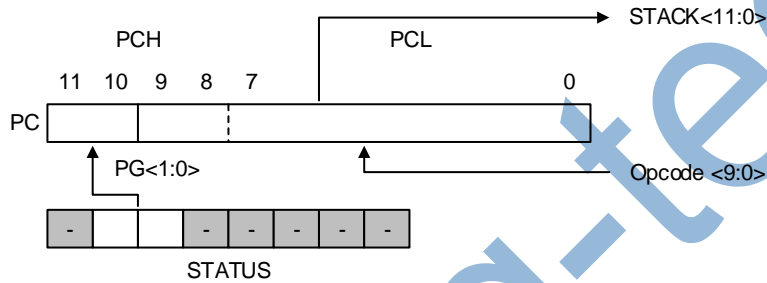 STACK<11:0>
PCH PCL
11 10 9 8 7 0
PC
PG<1:0> Opcode <9:0>
- - - - - -
STATUS